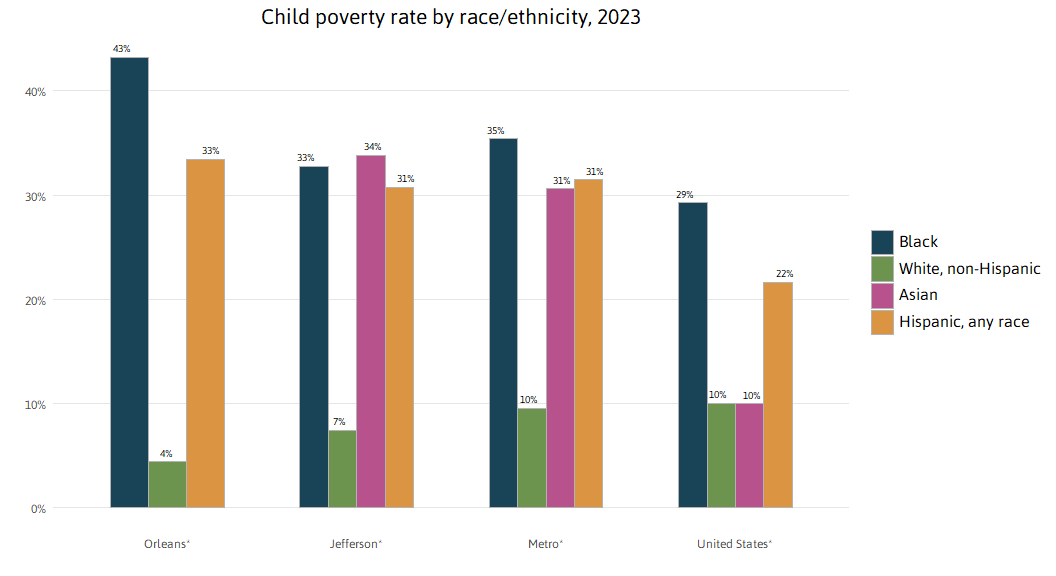 Child poverty rate by race/ethnicity, 2023
43%
40%
35%
34%
33%
33%
31%
31%
31%
30%
29%
22%
20%
10%
10%
10%
10%
7%
4%
0%
Black
White, non-Hispanic
Asian
Hispanic, any race
Orleans*
Jefferson*
Metro*
United States*